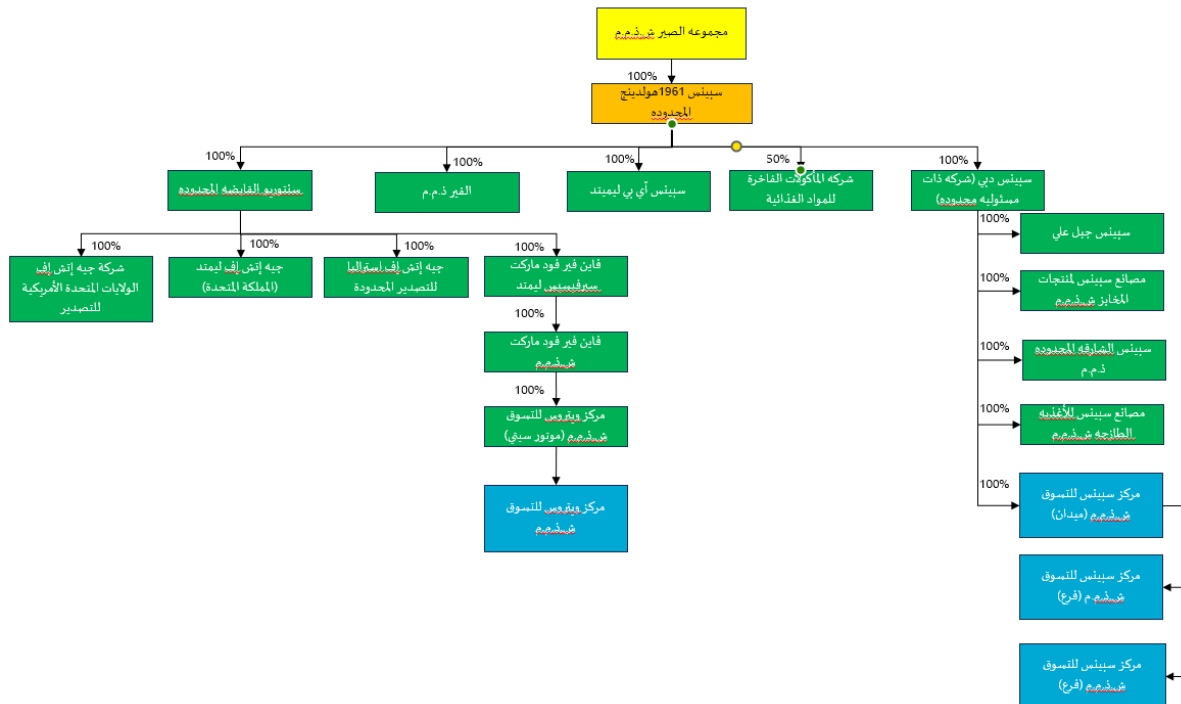 مجموعه الصير ش.ذ.م.م
100%
سبينس 1961هولدينج
المحدوده
100%
100%
100%
50%
100%
سنتوريو القابضه المحدوده
الفير ذ.م.م
سبينس أي بي ليميتد
شركه المأكولات الفاخرة
للمواد الغذائية
سبينس دبي (شركه ذات
مسئوليه محدوده)
100%
100%
100%
100%
شركة جيه إتش إف
الولايات المتحدة الأمريكية
للتصدير
جيه إتش إف ليمتد
(المملكة المتحدة)
جيه إتش إف استراليا
للتصدير المحدودة
فاين فير فود ماركت
سيرفيسيس ليمتد
100%
فاين فير فود ماركت
ش.ذ.م.م
100%
مركز ويتروس للتسوق
ش.ذ.م.م (موتور سيتي)
مركز ويتروس للتسوق
ش.ذ.م.م
100%
سبينس جبل علي
100%
مصانع سبينس لمنتجات
المخابز ش.ذ.م.م
100%
سبينس الشارقه المحدوده
ذ.م.م
100%
مصانع سبينس للأغذيه
الطازجه ش.ذ.م.م
100%
مركز سبينس للتسوق
ش.ذ.م.م (ميدان)
مركز سبينس للتسوق
ش.ذ.م.م (فرع)
مركز سبينس للتسوق
ش.ذ.م.م (فرع)